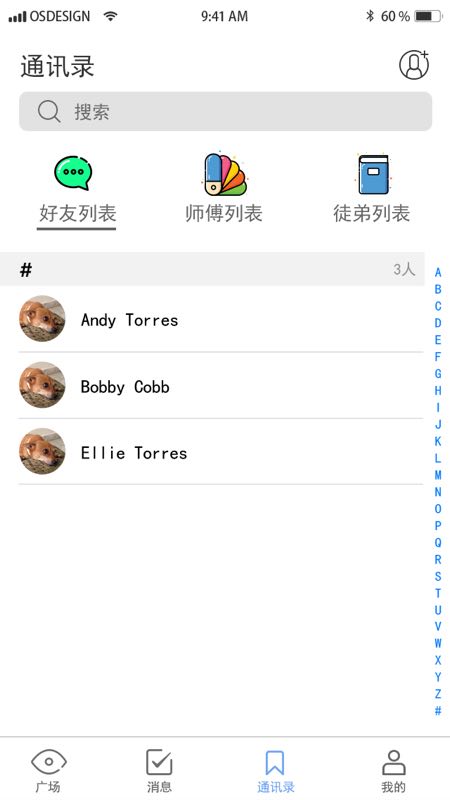 OSDESIGN 9:41 AM 60 %
通讯录
搜索
好友列表 师傅列表 徒弟列表
# 3人
Andy Torres
Bobby Cobb
Ellie Torres
A
B
C
D
E
F
G
H
I
J
K
L
M
N
O
P
Q
R
S
T
U
V
W
X
Y
Z
#
广场 消息 通讯录 我的